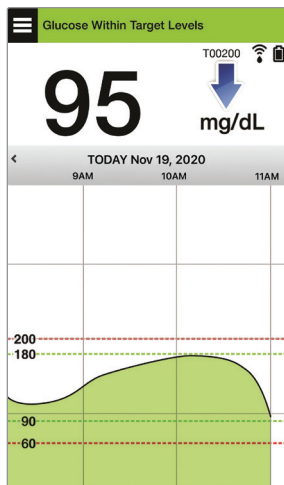 Glucose Within Target Levels
T00200
95
mg/dL
TODAY Nov 19, 2020
9AM 10AM 11AM
200
180
90
60